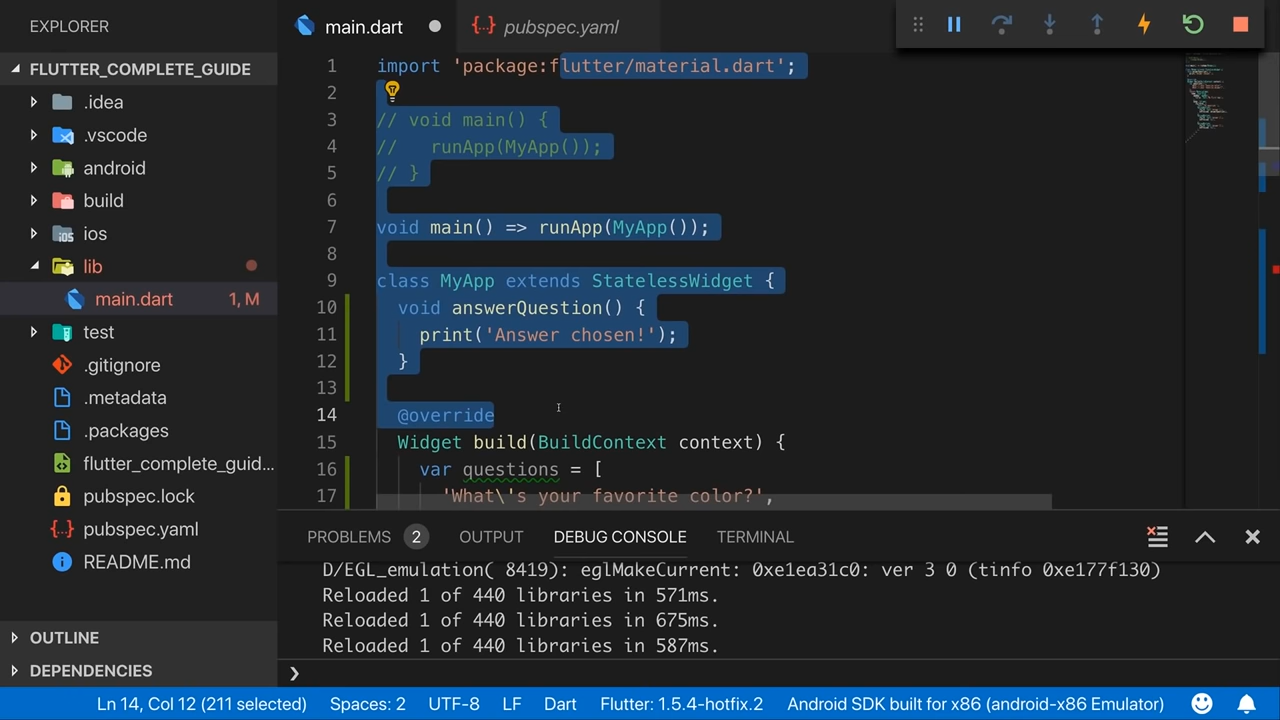 EXPLORER
FLUTTER_COMPLETE_GUIDE
.idea
.vscode
android
build
ios
lib
main.dart 1, M
test
.gitignore
.metadata
.packages
flutter_complete_guid...
pubspec.lock
pubspec.yaml
README.md
OUTLINE
DEPENDENCIES
main.dart
{··} pubspec.yaml
1 import 'package:flutter/material.dart';
2
3 // void main() {
4 //   runApp(MyApp());
5 // }
6
7 void main() => runApp(MyApp());
8
9 class MyApp extends StatelessWidget {
10   void answerQuestion() {
11     print('Answer chosen!');
12   }
13
14   @override
15   Widget build(BuildContext context) {
16     var questions = [
17       'What\'s your favorite color?',
PROBLEMS 2 OUTPUT DEBUG CONSOLE TERMINAL
D/EGL_emulation( 8419): eglMakeCurrent: 0xe1ea31c0: ver 3 0 (tinfo 0xe177f130)
Reloaded 1 of 440 libraries in 571ms.
Reloaded 1 of 440 libraries in 675ms.
Reloaded 1 of 440 libraries in 587ms.
Ln 14, Col 12 (211 selected) Spaces: 2 UTF-8 LF Dart Flutter: 1.5.4-hotfix.2 Android SDK built for x86 (android-x86 Emulator)